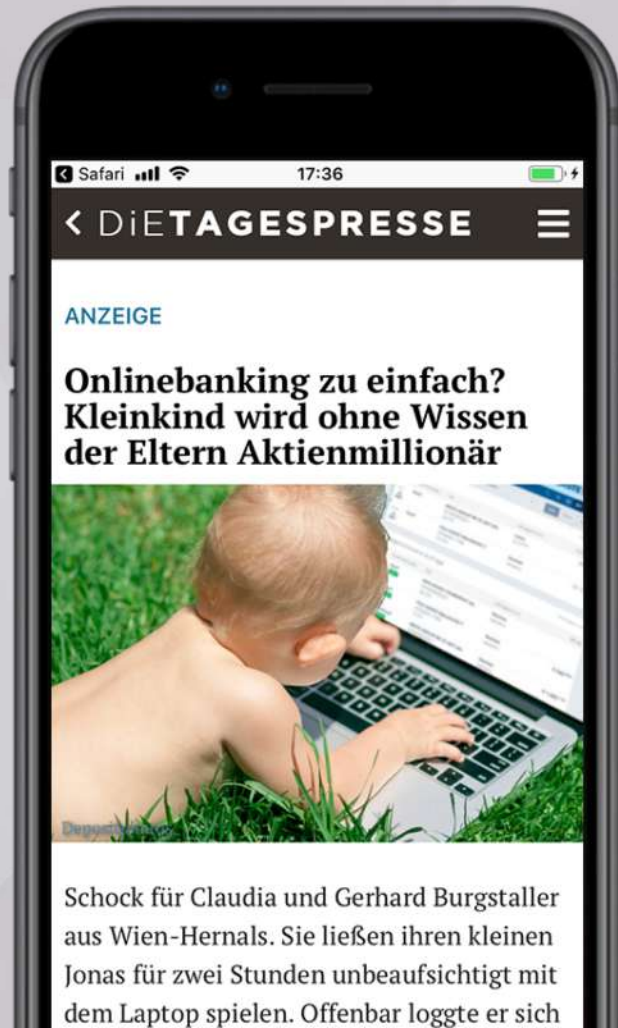 Safari
17:36
DiETAGESPRESSE
ANZEIGE
Onlinebanking zu einfach?
Kleinkind wird ohne Wissen
der Eltern Aktienmillionär
Schock für Claudia und Gerhard Burgstaller
aus Wien-Hernals. Sie ließen ihren kleinen
Jonas für zwei Stunden unbeaufsichtigt mit
dem Laptop spielen. Offenbar loggte er sich